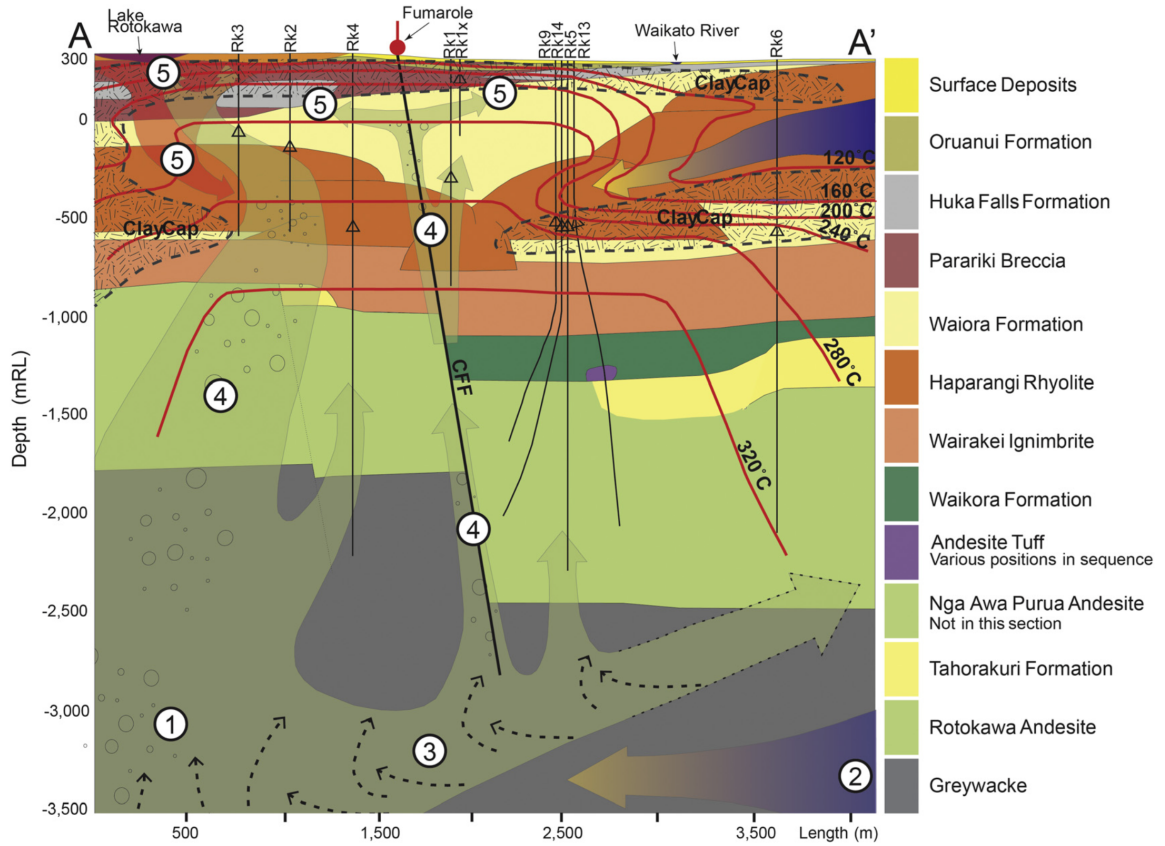 Lake
Rotokawa
Fumarole
A
A’
Rk3
Rk2
Rk4
Rk1
Rk1x
Rk9
Rk14
Rk5
Rk13
Waikato River
Rk6
300
0
-500
-1,000
-1,500
-2,000
-2,500
-3,000
-3,500
Depth (mRL)
5
5
5
5
ClayCap
ClayCap
ClayCap
120˚C
160˚C
200˚C
240˚C
280˚C
320˚C
4
4
4
CFF
1
3
2
500
1,500
2,500
3,500
Length (m)
Surface Deposits
Oruanui Formation
Huka Falls Formation
Parariki Breccia
Waiora Formation
Haparangi Rhyolite
Wairakei Ignimbrite
Waikora Formation
Andesite Tuff
Various positions in sequence
Nga Awa Purua Andesite
Not in this section
Tahorakuri Formation
Rotokawa Andesite
Greywacke